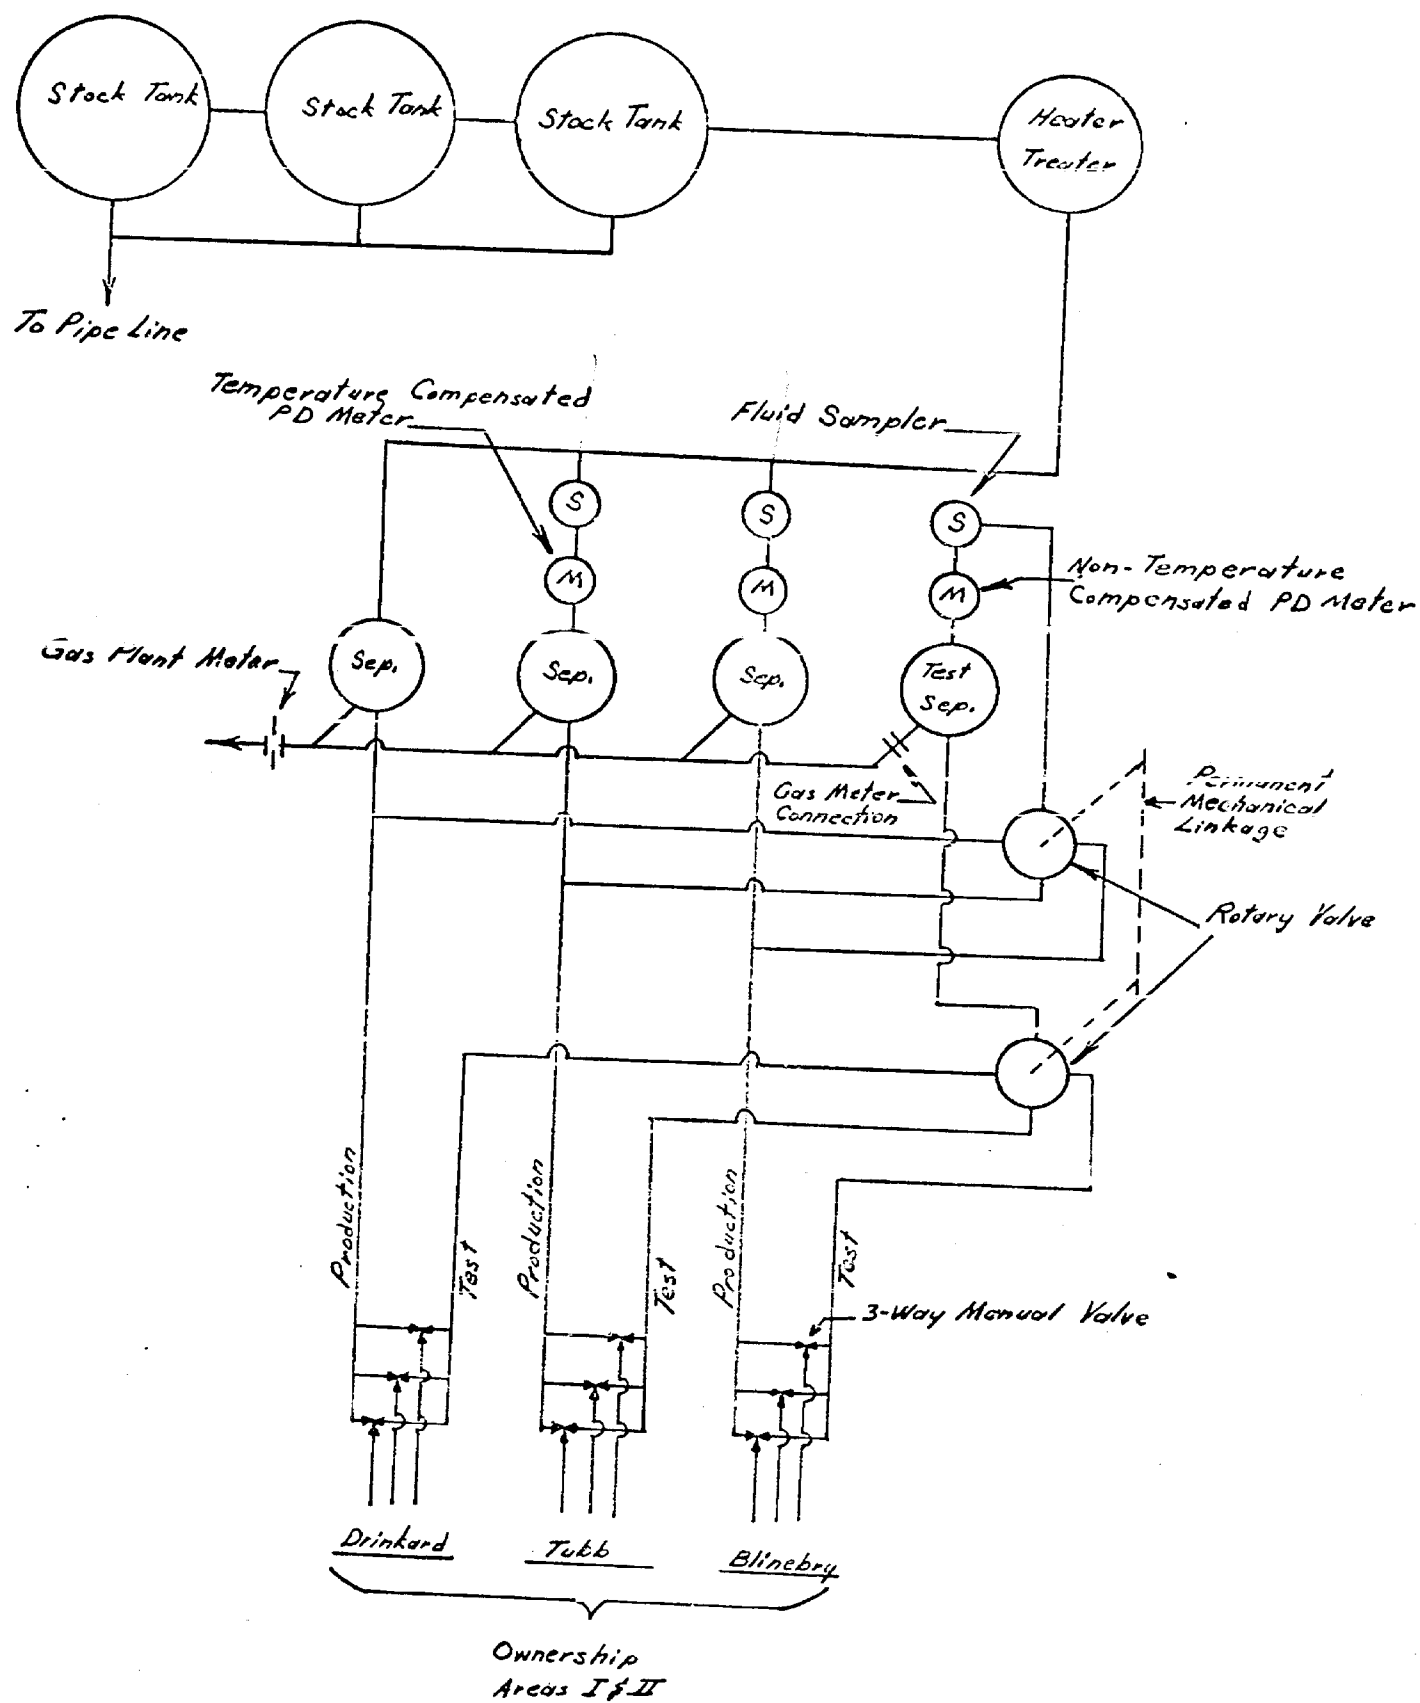 Stock Tank
Stock Tank
Stock Tank
Heater
Treater
To Pipe Line
Temperature Compensated
PD Meter
Fluid Sampler
S
S
S
M
M
M
Non-Temperature
Compensated PD Meter
Gas Plant Meter
Sep.
Sep.
Sep.
Test
Sep.
Gas Meter
Connection
Permanent
Mechanical
Linkage
Rotary Valve
Production
Test
Production
Test
Production
Test
3-Way Manual Valve
Drinkard
Tubb
Blinebry
Ownership
Areas I & II